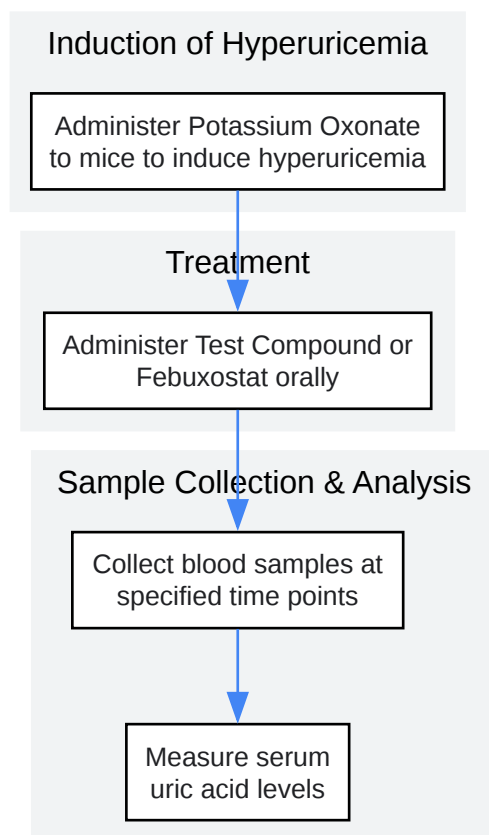 Induction of Hyperuricemia
Administer Potassium Oxonate
to mice to induce hyperuricemia
Treatment
Administer Test Compound or
Febuxostat orally
Sample Collection & Analysis
Collect blood samples at
specified time points
Measure serum
uric acid levels